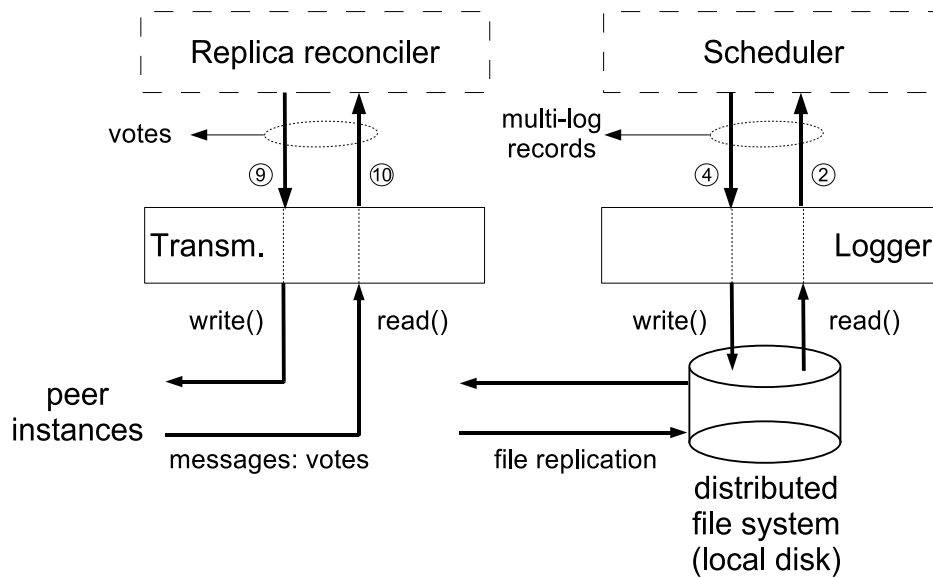 Replica reconciler
Scheduler
votes
multi-log
records
⑨
⑩
④
②
Transm.
Logger
write()
read()
write()
read()
peer
instances
messages: votes
file replication
distributed
file system
(local disk)